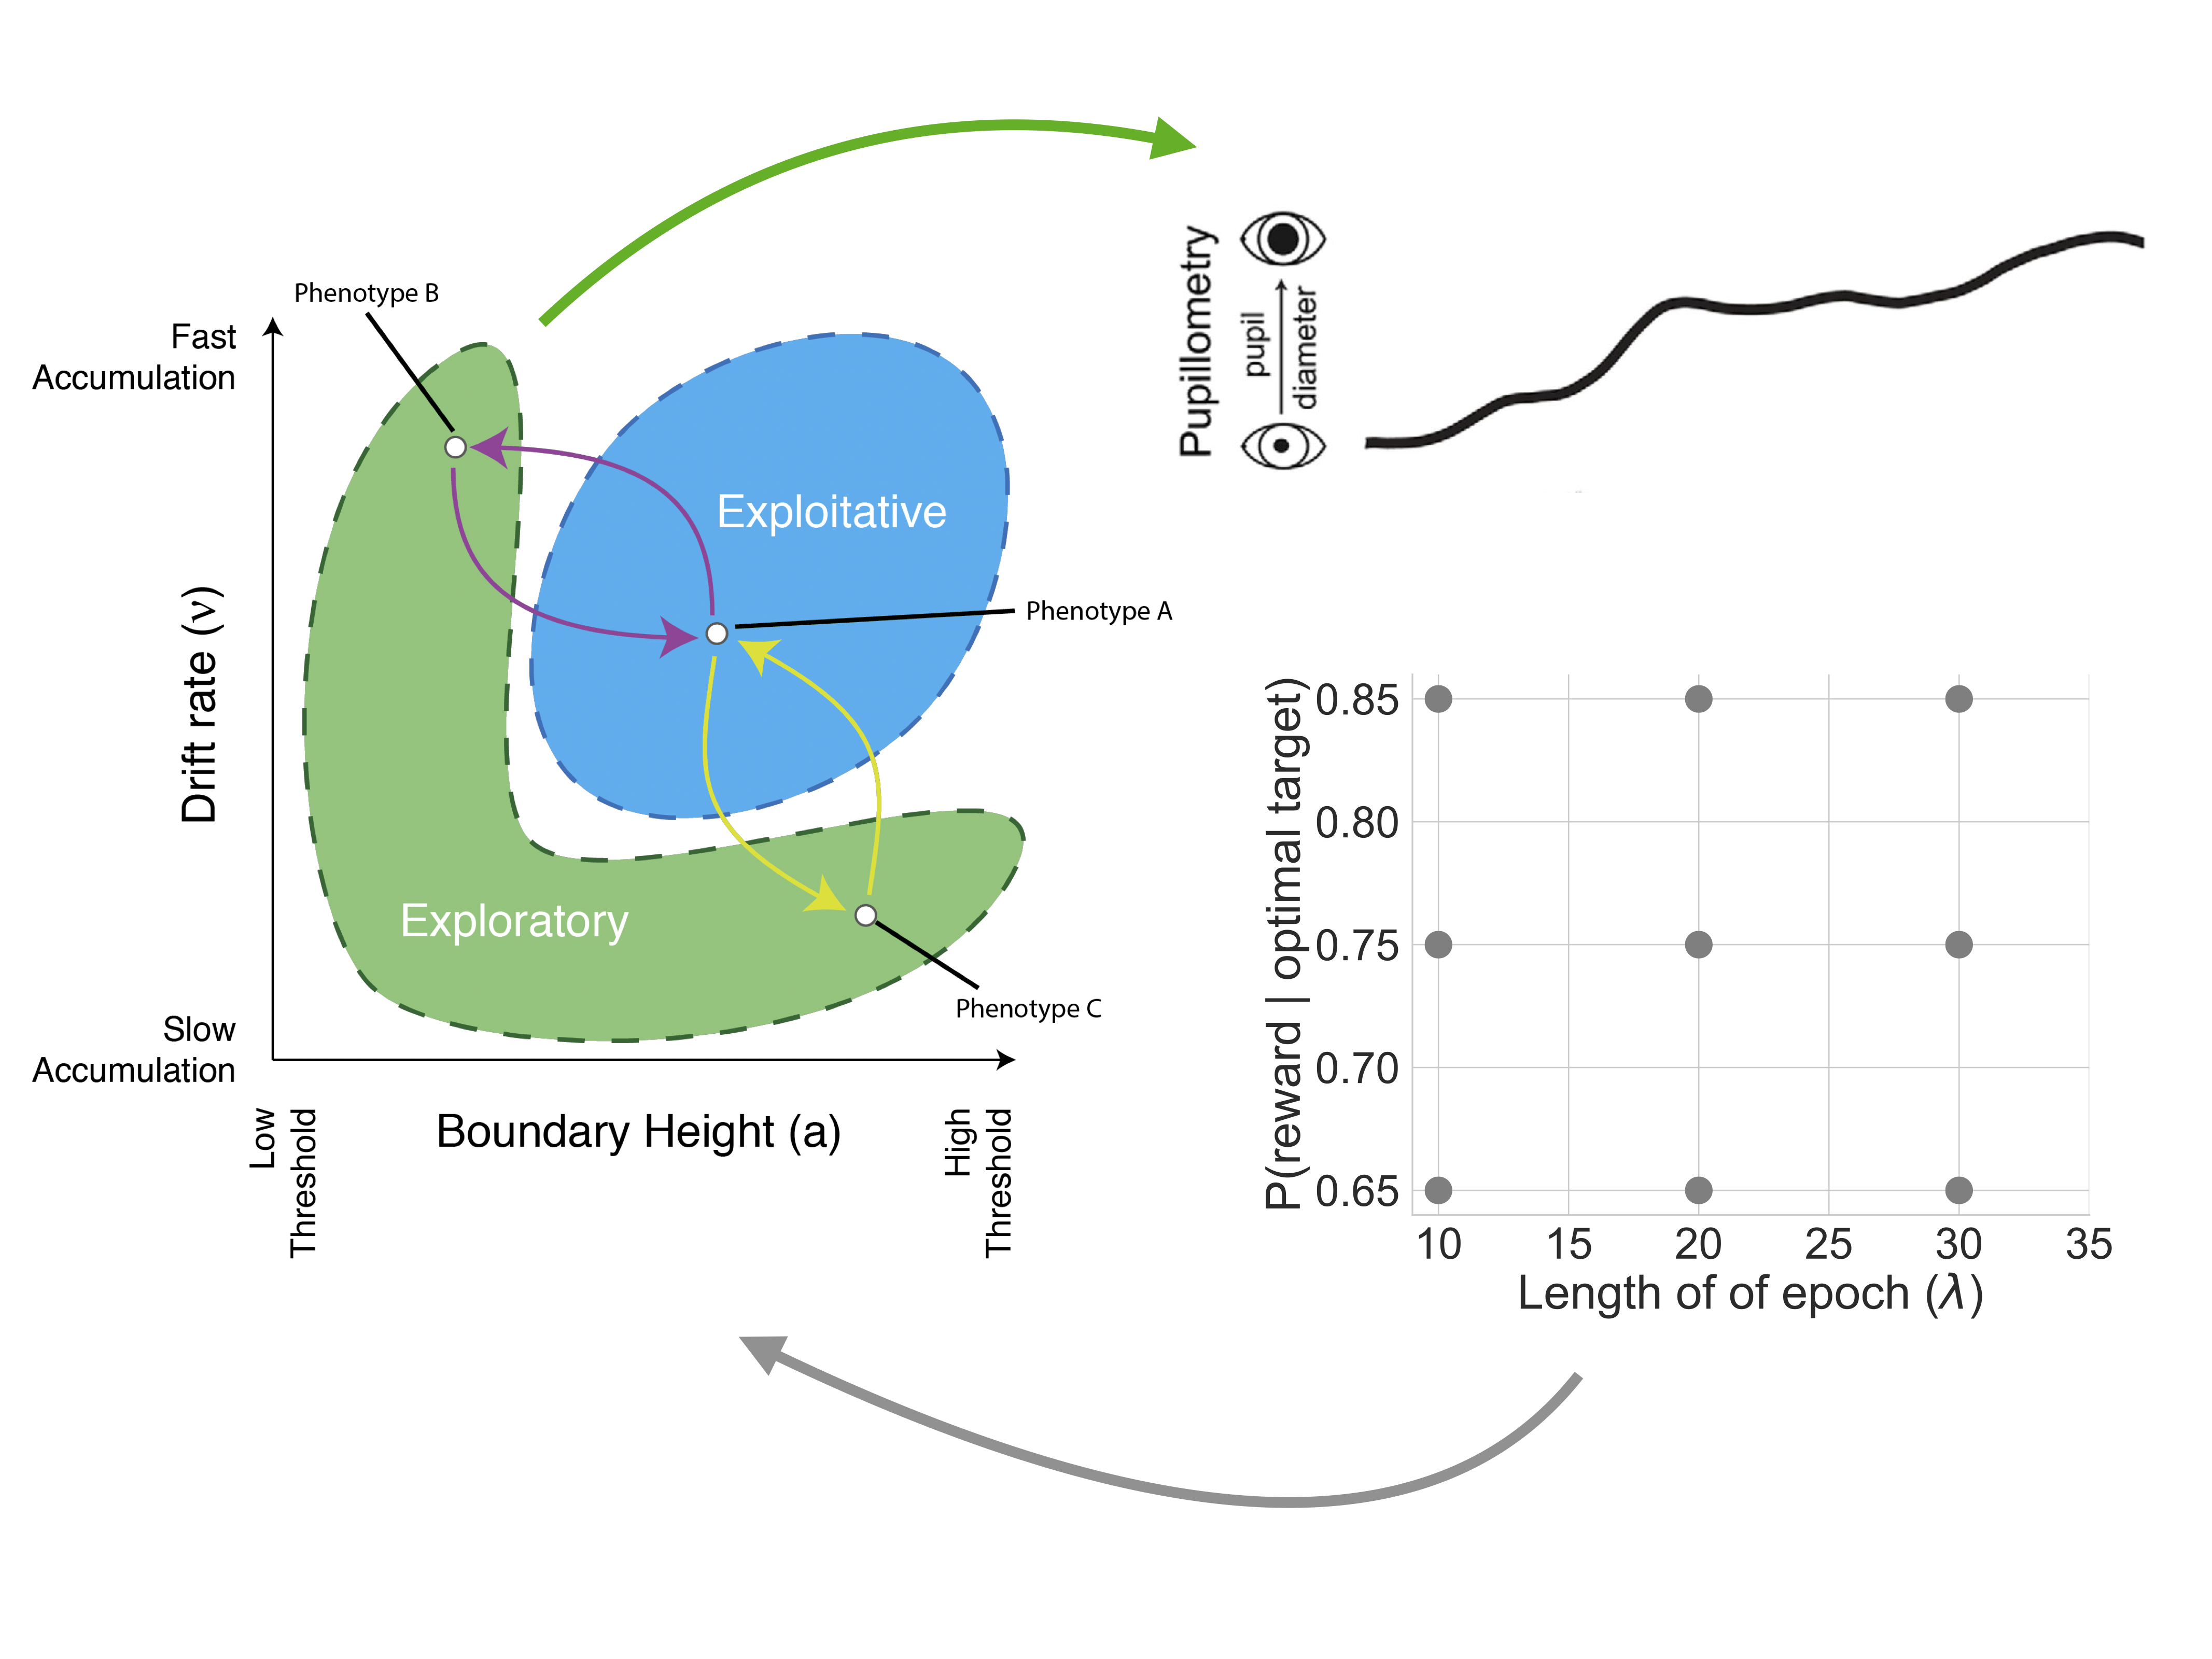 Phenotype B
Fast
Accumulation
Drift rate (ν)
Exploitative
Phenotype A
Exploratory
Phenotype C
Slow
Accumulation
Low
Threshold
Boundary Height (a)
High
Threshold
Pupillometry
pupil
diameter
P(reward | optimal target)
0.85
0.80
0.75
0.70
0.65
10 15 20 25 30 35
Length of of epoch (λ)